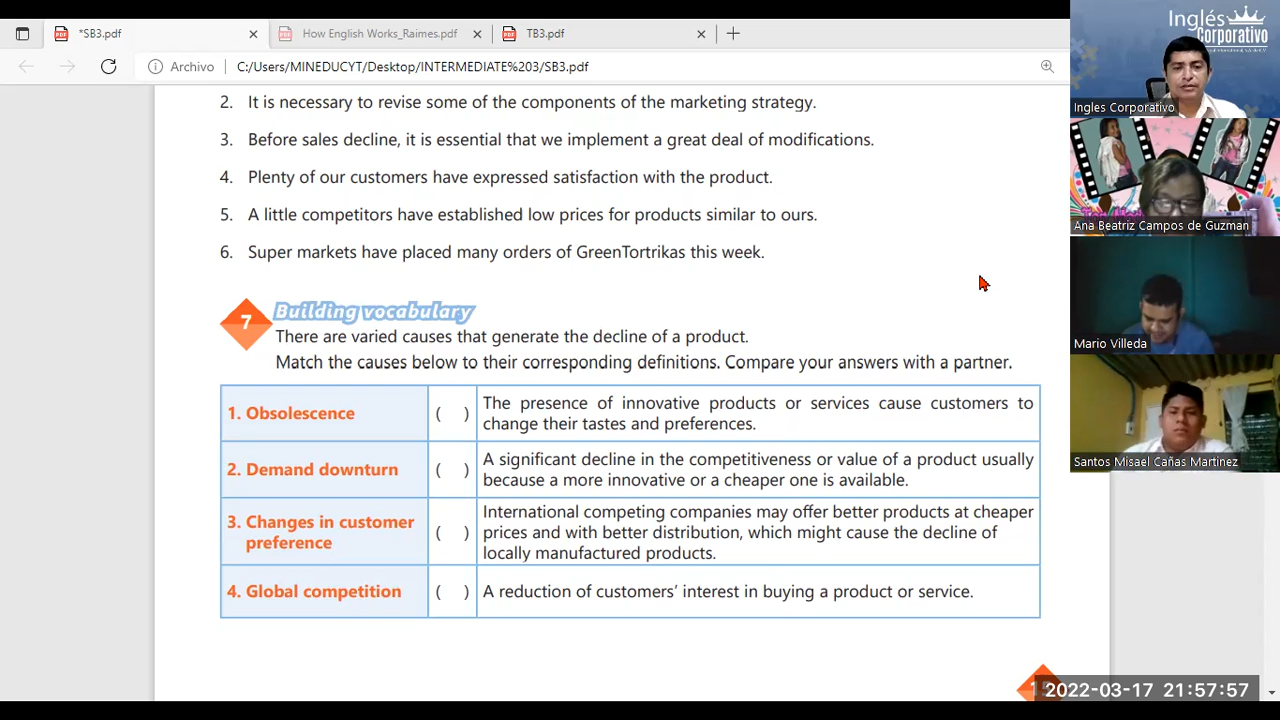 *SB3.pdf
How English Works_Raimes.pdf
TB3.pdf
Archivo
C:/Users/MINEDUCYT/Desktop/INTERMEDIATE%203/SB3.pdf
Inglés
Corporativo
Ingles Corporativo
Ana Beatriz Campos de Guzman
Mario Villeda
Santos Misael Cañas Martinez
2. It is necessary to revise some of the components of the marketing strategy.
3. Before sales decline, it is essential that we implement a great deal of modifications.
4. Plenty of our customers have expressed satisfaction with the product.
5. A little competitors have established low prices for products similar to ours.
6. Super markets have placed many orders of GreenTortrikas this week.
7 Building vocabulary
There are varied causes that generate the decline of a product.
Match the causes below to their corresponding definitions. Compare your answers with a partner.
1. Obsolescence ( ) The presence of innovative products or services cause customers to
change their tastes and preferences.
2. Demand downturn ( ) A significant decline in the competitiveness or value of a product usually
because a more innovative or a cheaper one is available.
3. Changes in customer
preference ( ) International competing companies may offer better products at cheaper
prices and with better distribution, which might cause the decline of
locally manufactured products.
4. Global competition ( ) A reduction of customers' interest in buying a product or service.
2022-03-17 21:57:57